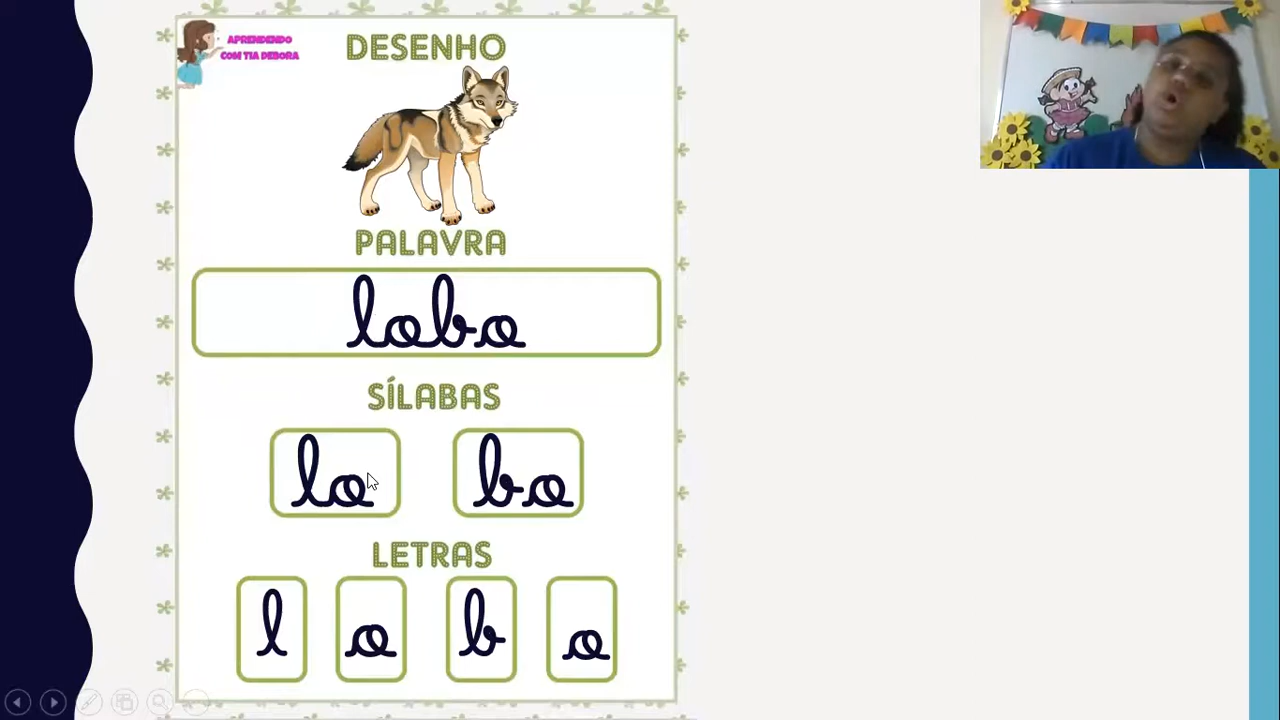 APRENDENDO
COM TIA DEBORA
DESENHO
PALAVRA
lobo
SÍLABAS
lo bo
LETRAS
l o b o